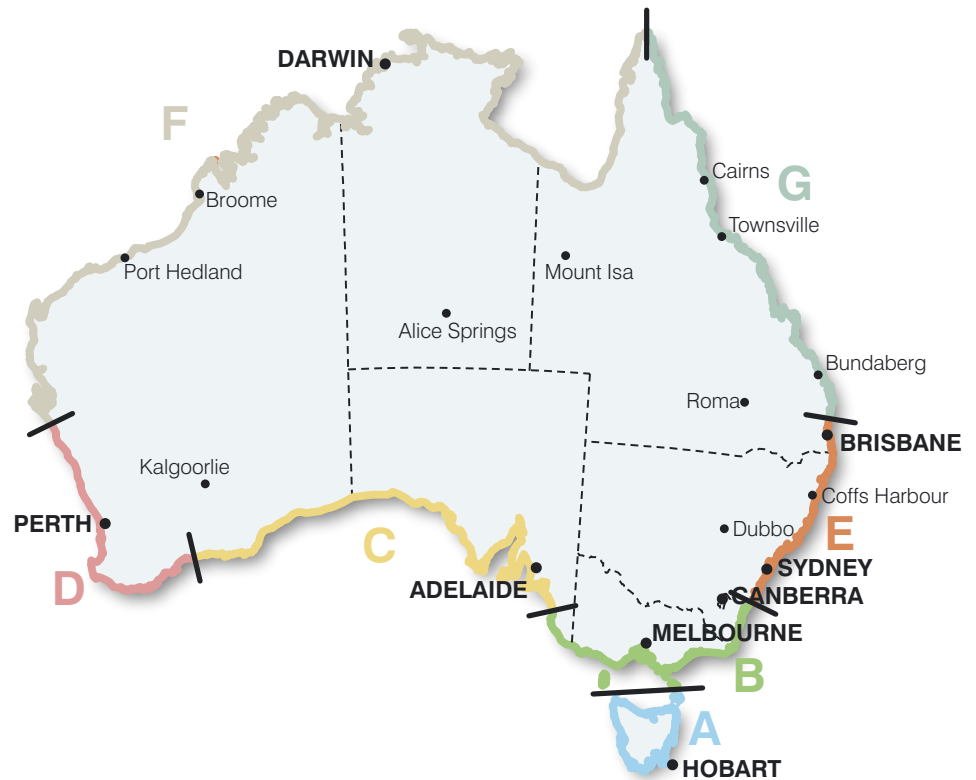 DARWIN
F
Cairns
G
Broome
Townsville
Port Hedland
Mount Isa
Alice Springs
Bundaberg
Roma
BRISBANE
Kalgoorlie
Coffs Harbour
PERTH
Dubbo
E
C
SYDNEY
D
ADELAIDE
CANBERRA
MELBOURNE
B
A
HOBART